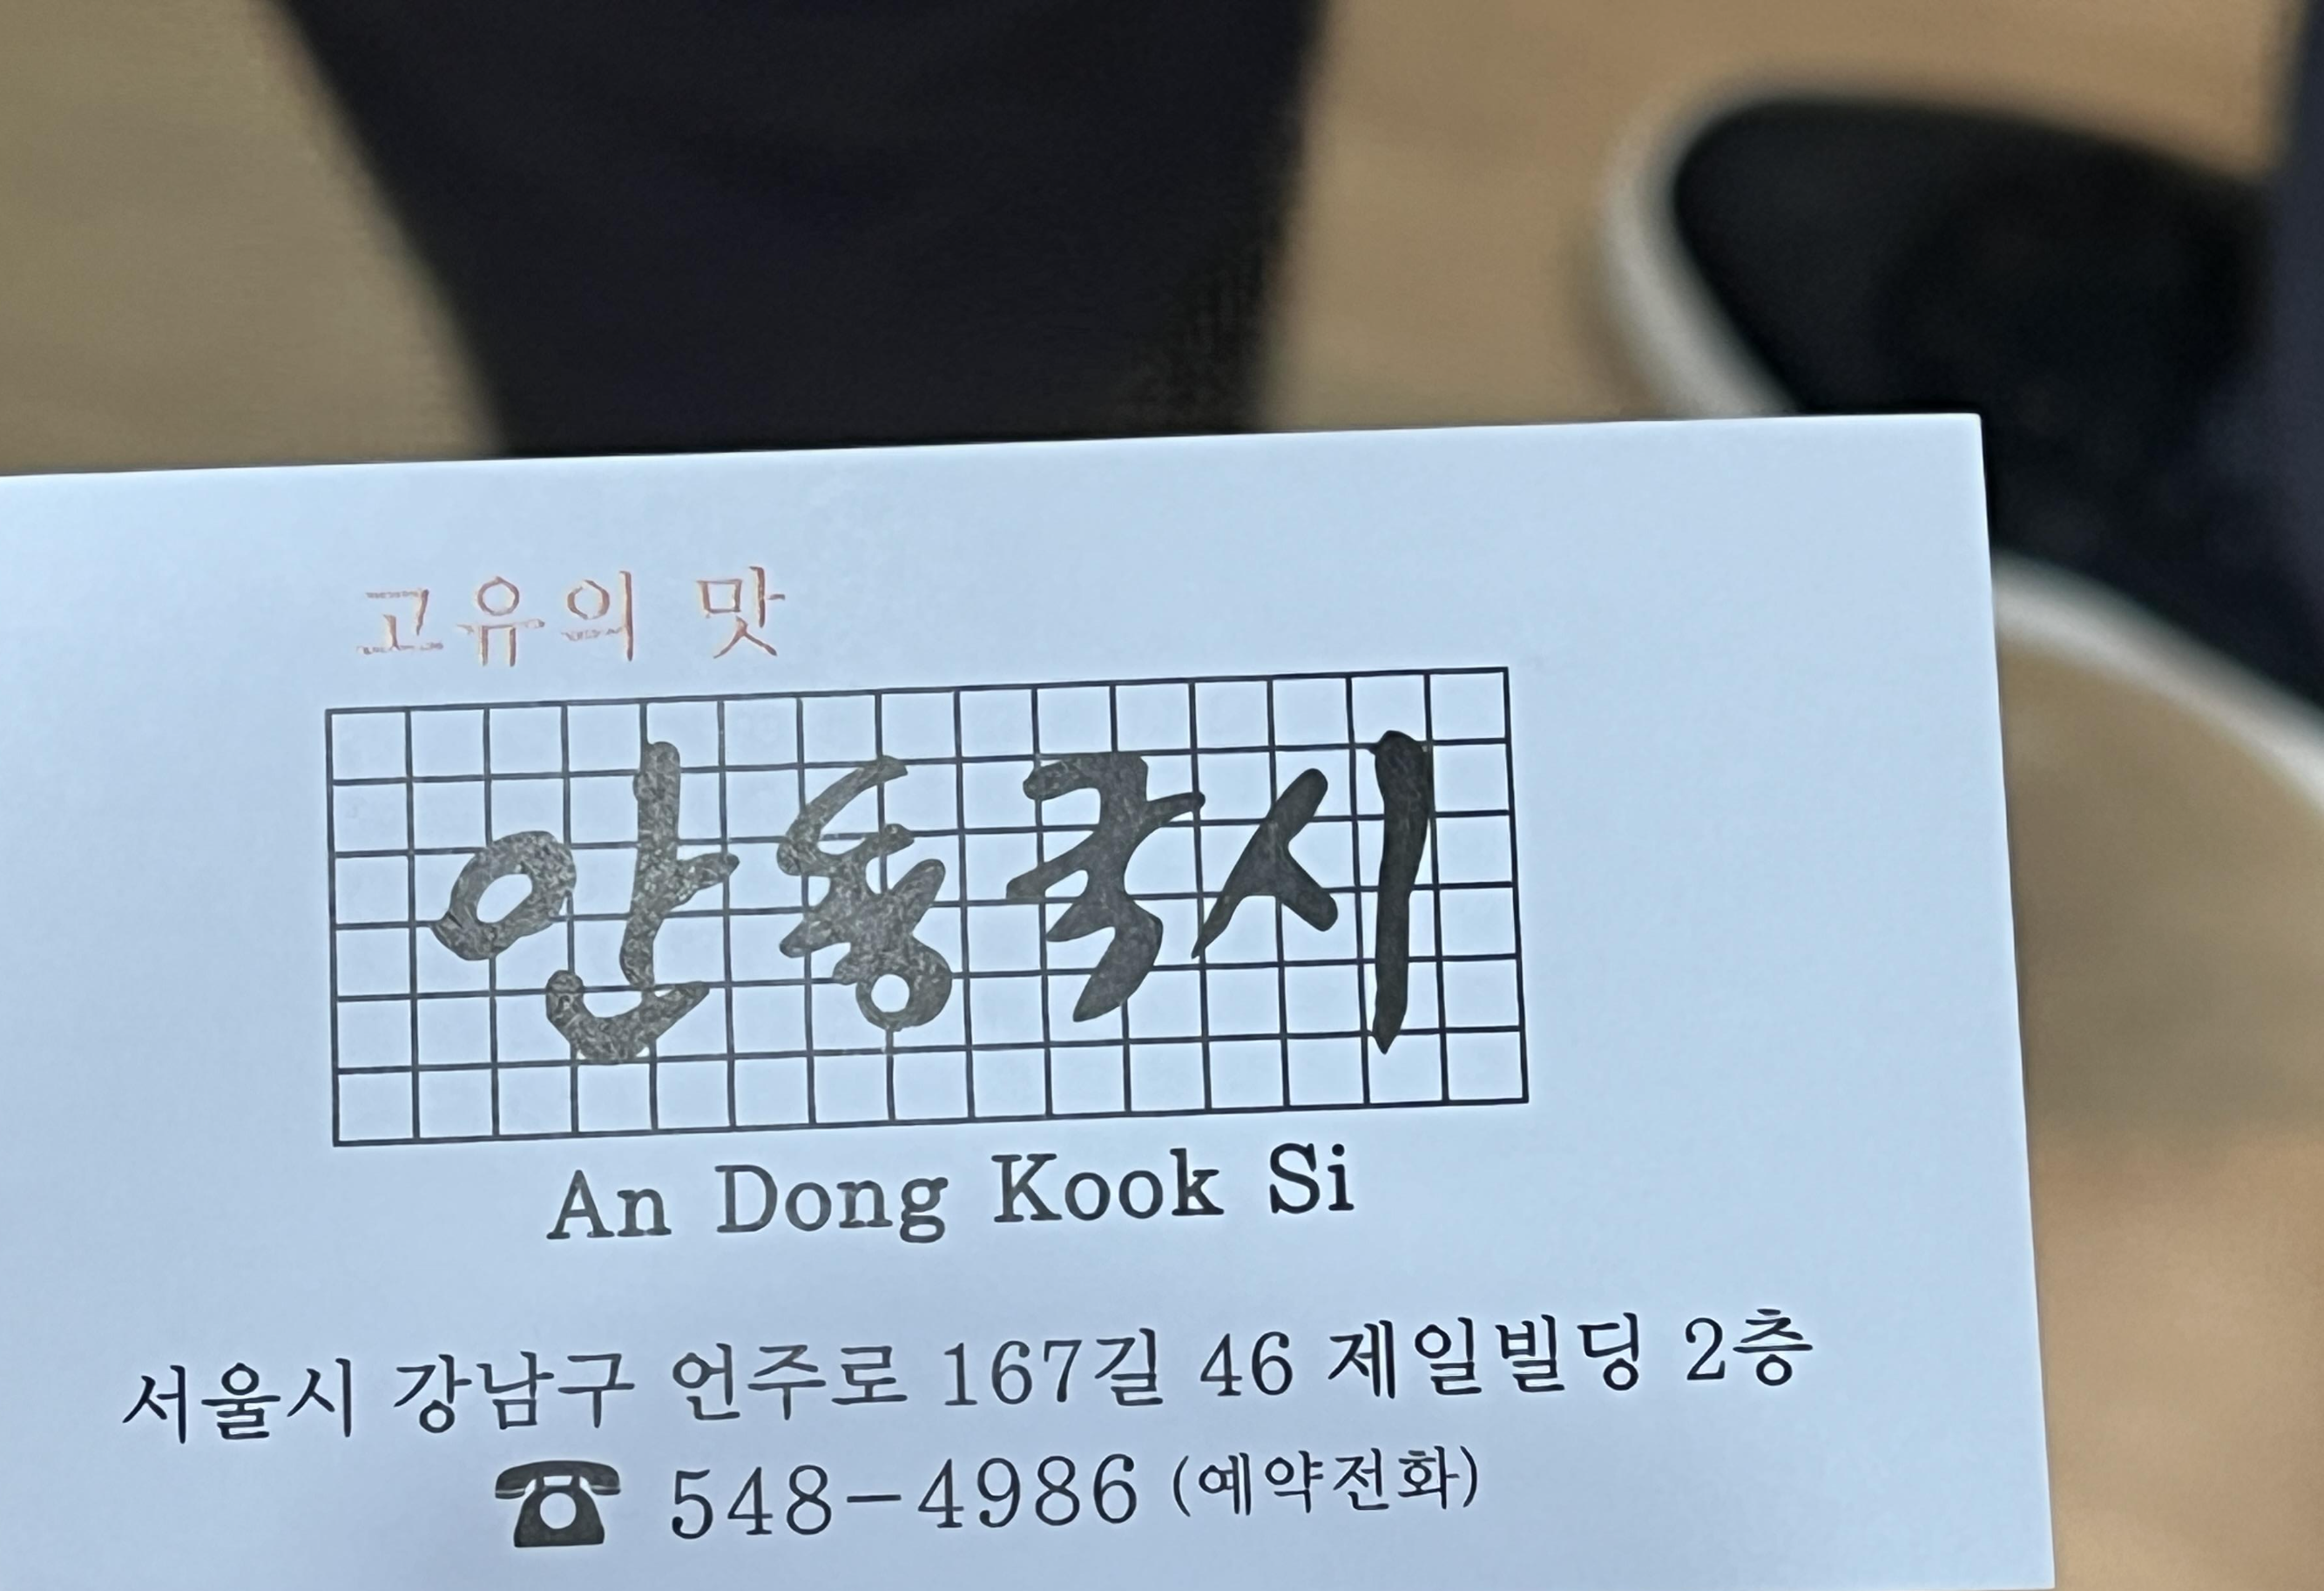 고유의 맛
안동국시
An Dong Kook Si
서울시 강남구 언주로 167길 46 제일빌딩 2층
☎ 548-4986 (예약전화)